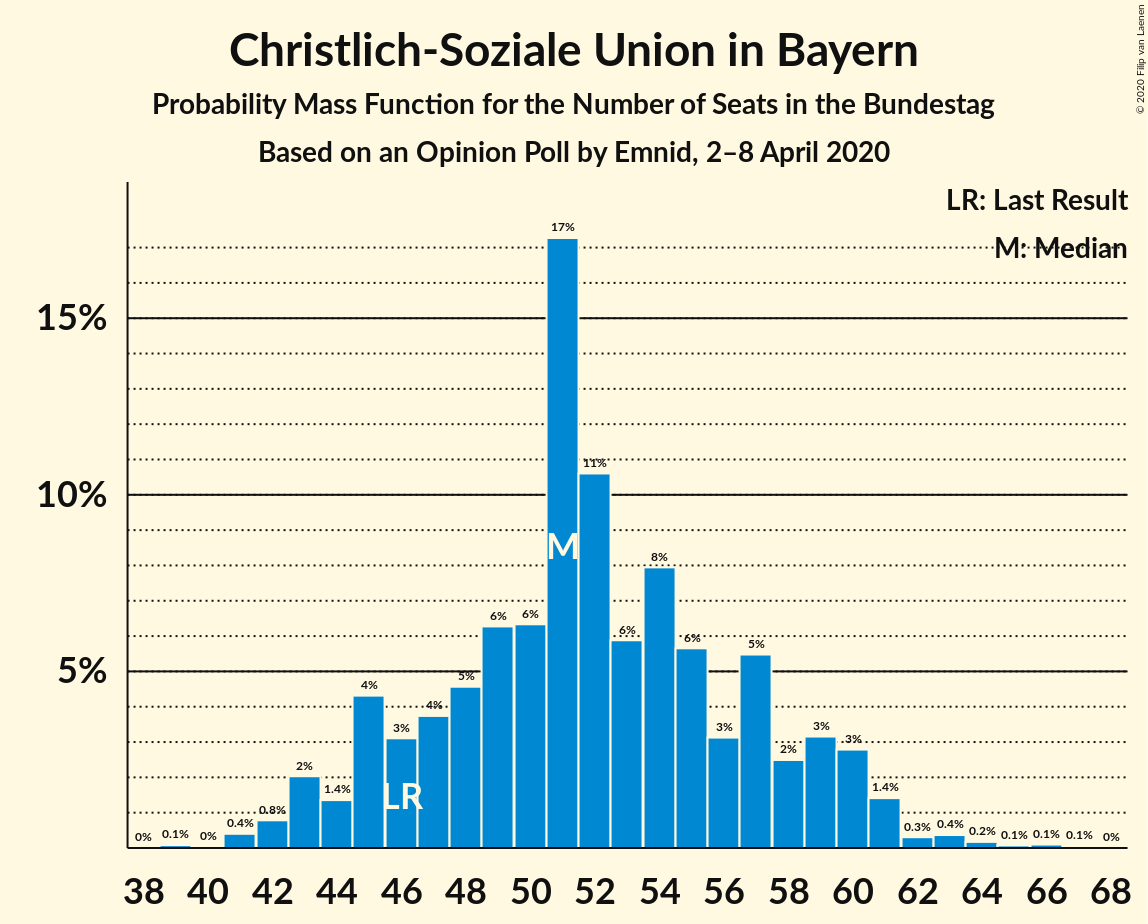 Christlich-Soziale Union in Bayern
Probability Mass Function for the Number of Seats in the Bundestag
Based on an Opinion Poll by Emnid, 2–8 April 2020
© 2020 Filip van Laenen
LR: Last Result
M: Median
15%
10%
5%
0% 0.1% 0% 0.4% 0.8% 2% 1.4% 4% 3% 4% 5% 6% 6% 17% 11% 6% 8% 6% 3% 5% 2% 3% 3% 1.4% 0.3% 0.4% 0.2% 0.1% 0.1% 0.1% 0%
M
LR
38 40 42 44 46 48 50 52 54 56 58 60 62 64 66 68